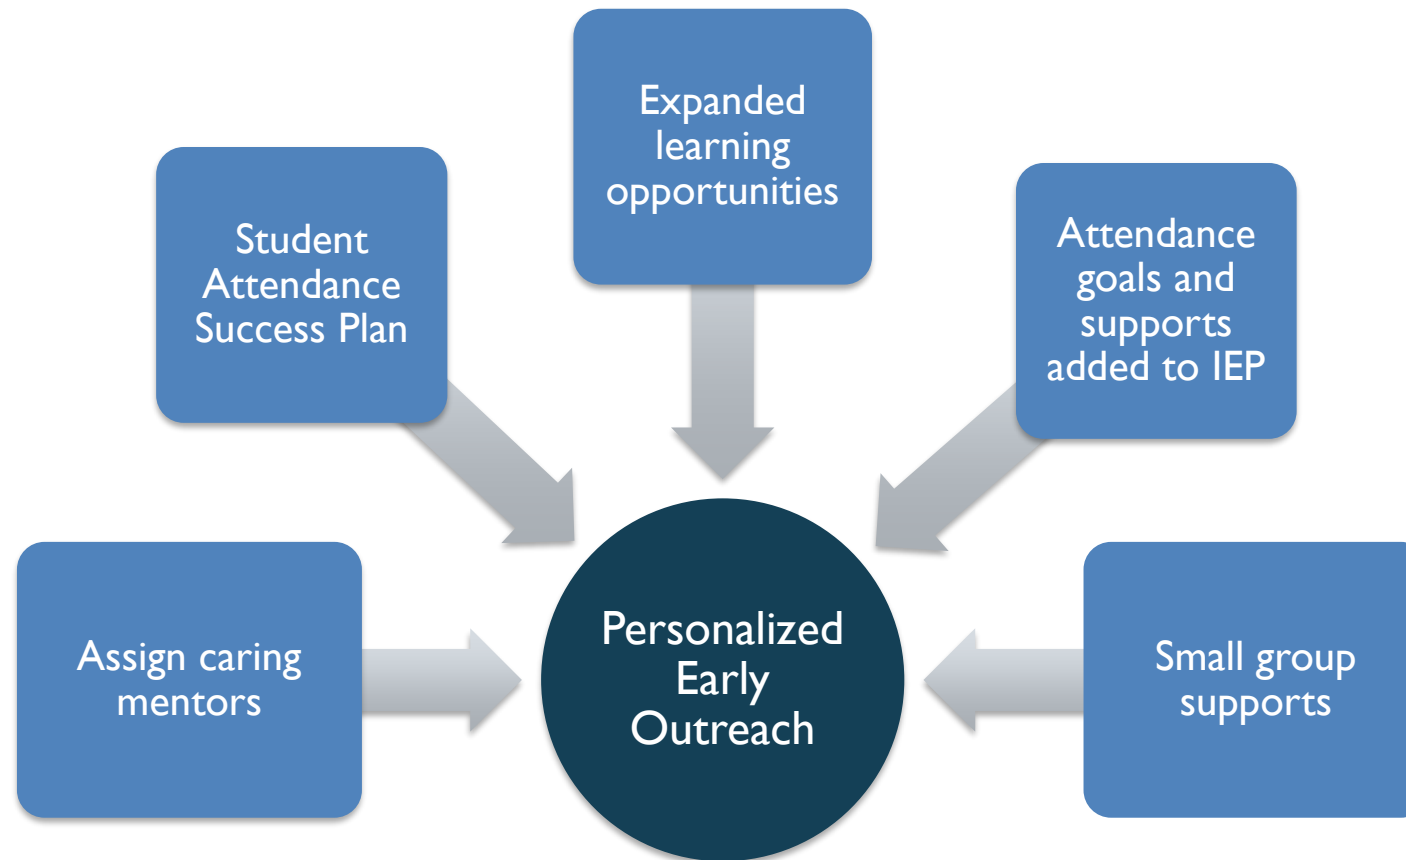 Expanded
learning
opportunities
Student
Attendance
Success Plan
Attendance
goals and
supports
added to IEP
Assign caring
mentors
Personalized
Early
Outreach
Small group
supports